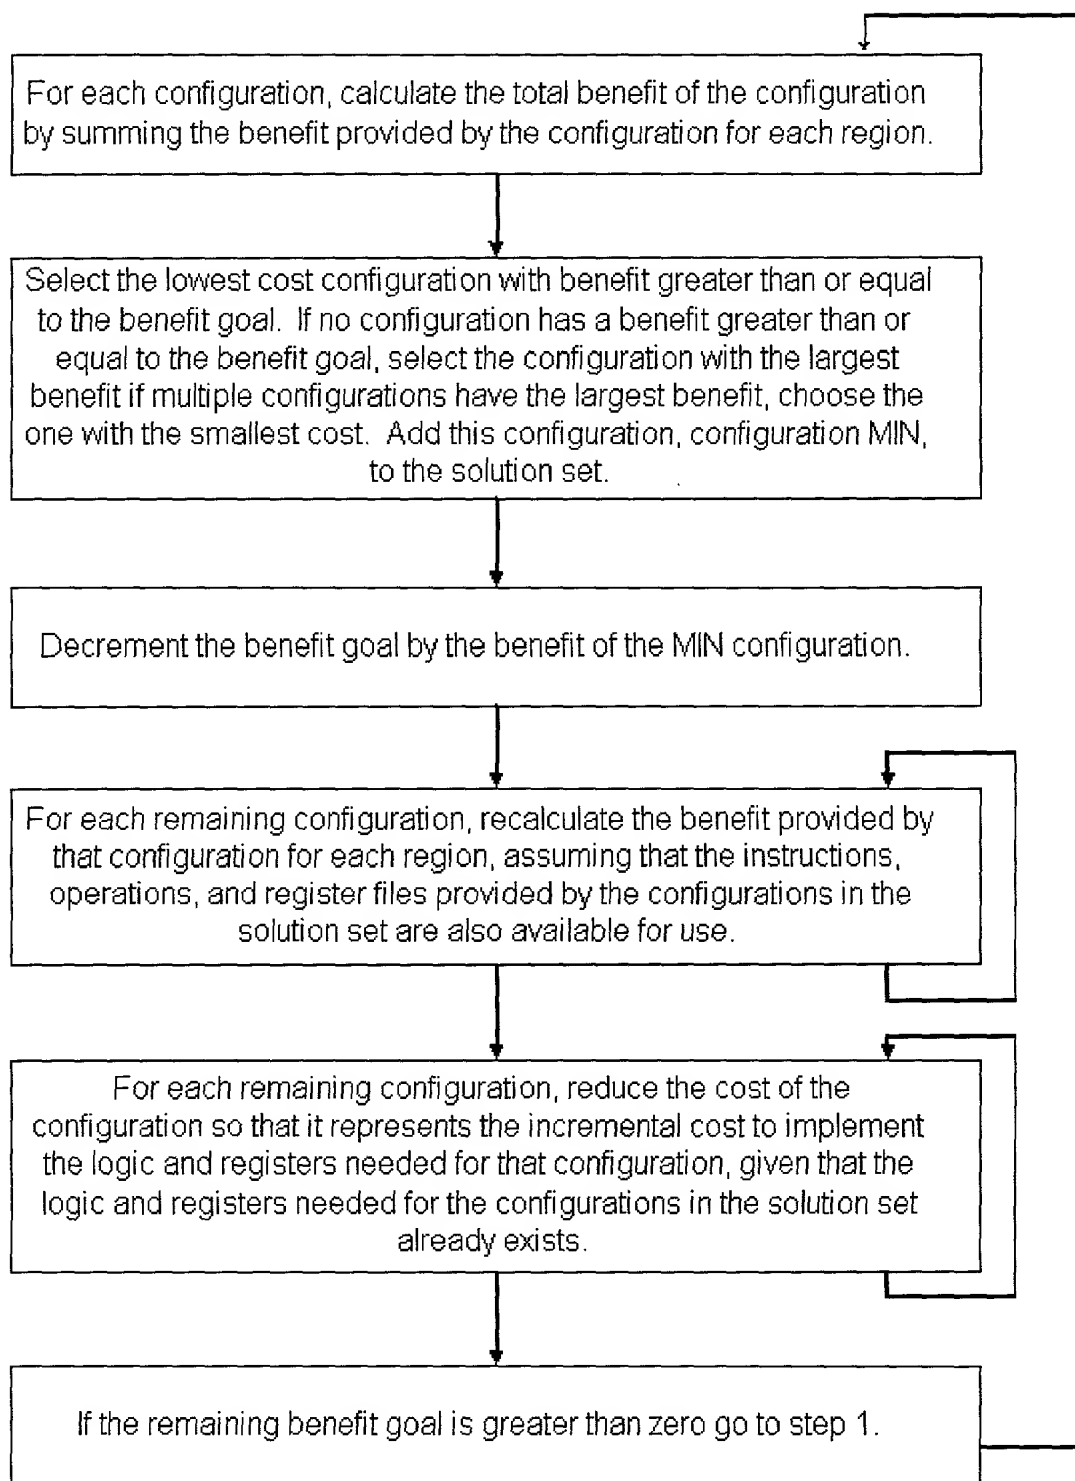 For each configuration, calculate the total benefit of the configuration
by summing the benefit provided by the configuration for each region.
Select the lowest cost configuration with benefit greater than or equal
to the benefit goal. If no configuration has a benefit greater than or
equal to the benefit goal, select the configuration with the largest
benefit if multiple configurations have the largest benefit, choose the
one with the smallest cost. Add this configuration, configuration MIN,
to the solution set.
Decrement the benefit goal by the benefit of the MIN configuration.
For each remaining configuration, recalculate the benefit provided by
that configuration for each region, assuming that the instructions,
operations, and register files provided by the configurations in the
solution set are also available for use.
For each remaining configuration, reduce the cost of the
configuration so that it represents the incremental cost to implement
the logic and registers needed for that configuration, given that the
logic and registers needed for the configurations in the solution set
already exists.
If the remaining benefit goal is greater than zero go to step 1.